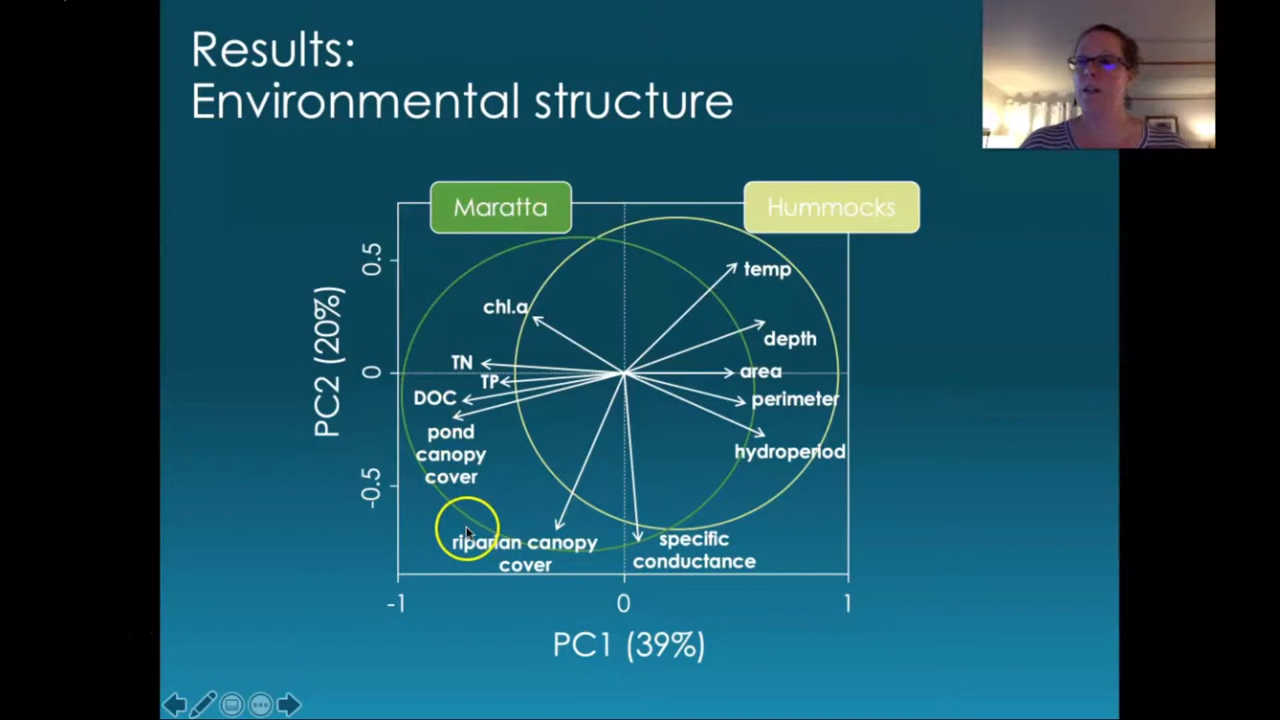 Results:
Environmental structure
Maratta
Hummocks
0.5
temp
chl.a
depth
TN
0
area
TP
DOC
perimeter
pond
canopy
cover
hydroperiod
-0.5
riparian canopy
cover
specific
conductance
PC2 (20%)
-1
0
1
PC1 (39%)